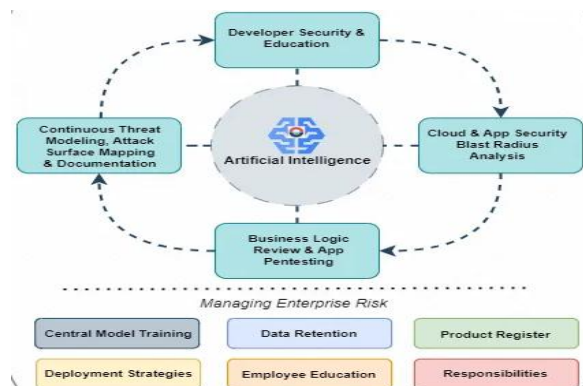 Developer Security &
Education
Continuous Threat
Modeling, Attack
Surface Mapping
& Documentation
Artificial Intelligence
Cloud & App Security
Blast Radius
Analysis
Business Logic
Review & App
Pentesting
Managing Enterprise Risk
Central Model Training
Data Retention
Product Register
Deployment Strategies
Employee Education
Responsibilities